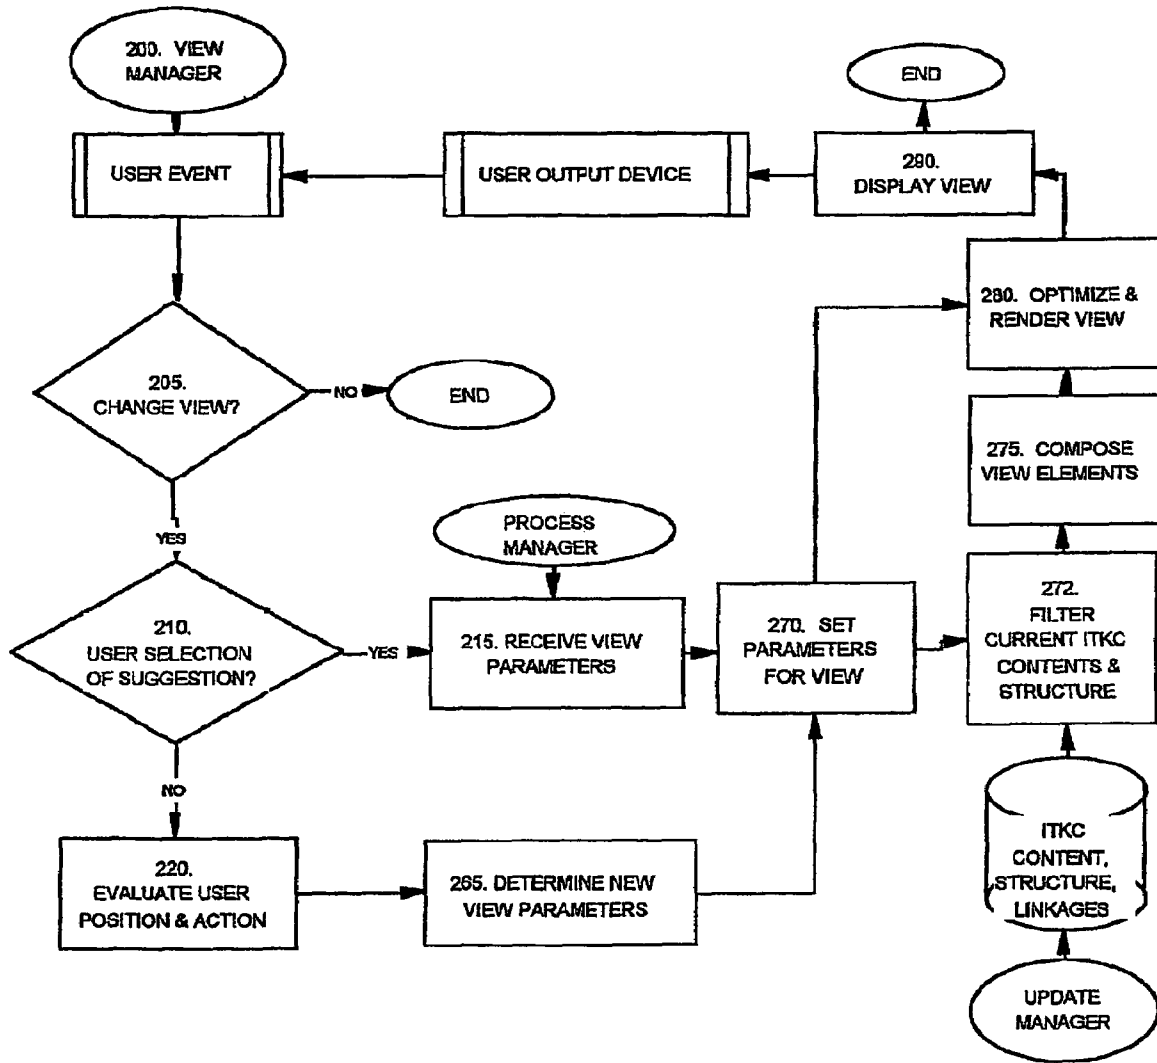 200. VIEW
MANAGER
END
USER EVENT
USER OUTPUT DEVICE
290.
DISPLAY VIEW
280. OPTIMIZE &
RENDER VIEW
205.
CHANGE VIEW?
NO
END
275. COMPOSE
VIEW ELEMENTS
YES
PROCESS
MANAGER
210.
USER SELECTION
OF SUGGESTION?
YES
215. RECEIVE VIEW
PARAMETERS
270. SET
PARAMETERS
FOR VIEW
272.
FILTER
CURRENT ITKC
CONTENTS &
STRUCTURE
NO
220.
EVALUATE USER
POSITION & ACTION
265. DETERMINE NEW
VIEW PARAMETERS
ITKC
CONTENT,
STRUCTURE,
LINKAGES
UPDATE
MANAGER